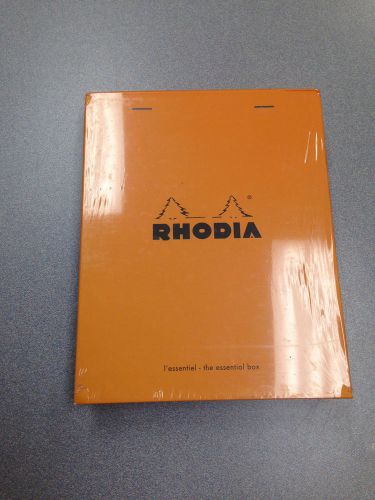 ®
RHODIA
l'essentiel - the essential box